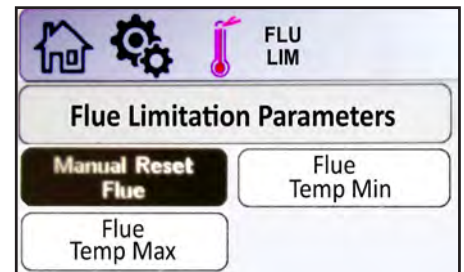 FLU
LIM
Flue Limitation Parameters
Manual Reset
Flue
Flue
Temp Min
Flue
Temp Max